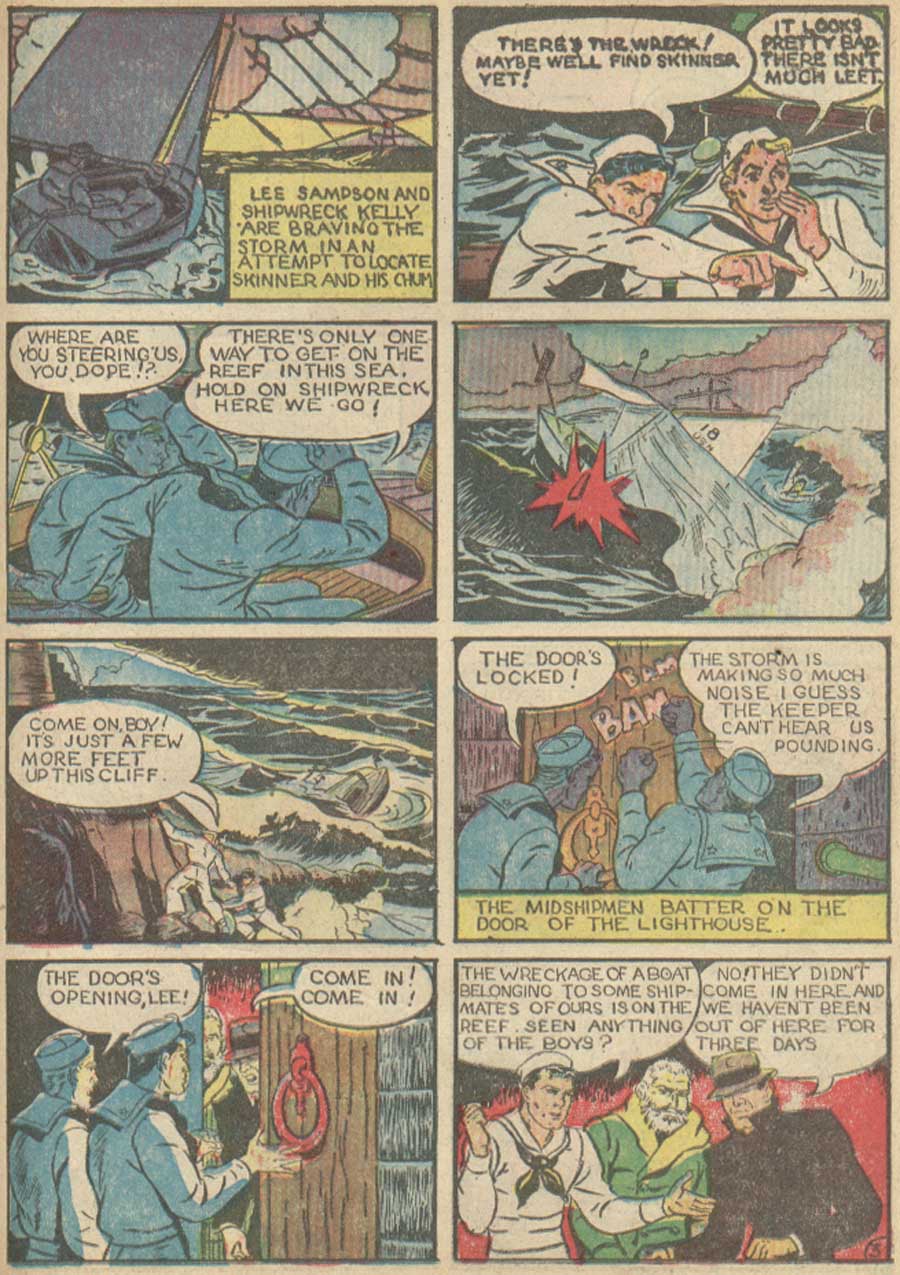 LEE SAMPSON AND
SHIPWRECK KELLY
ARE BRAVING THE
STORM IN AN
ATTEMPT TO LOCATE
SKINNER AND HIS CHUM
THERE'S THE WRECK!
MAYBE WE'LL FIND SKINNER
YET!
IT LOOKS
PRETTY BAD
THERE ISN'T
MUCH LEFT.
WHERE ARE
YOU STEERING US,
YOU DOPE!?
THERE'S ONLY ONE
WAY TO GET ON THE
REEF IN THIS SEA.
HOLD ON SHIPWRECK
HERE WE GO!
18
COME ON, BOY!
IT'S JUST A FEW
MORE FEET
UP THIS CLIFF.
THE DOOR'S
LOCKED!
BAM
BAM
THE STORM IS
MAKING SO MUCH
NOISE I GUESS
THE KEEPER
CAN'T HEAR US
POUNDING.
THE MIDSHIPMEN BATTER ON THE
DOOR OF THE LIGHTHOUSE..
THE DOOR'S
OPENING, LEE!
COME IN!
COME IN!
THE WRECKAGE OF A BOAT
BELONGING TO SOME SHIP-
MATES OF OURS IS ON THE
REEF. SEEN ANYTHING
OF THE BOYS?
NO! THEY DIDN'T
COME IN HERE AND
WE HAVEN'T BEEN
OUT OF HERE FOR
THREE DAYS